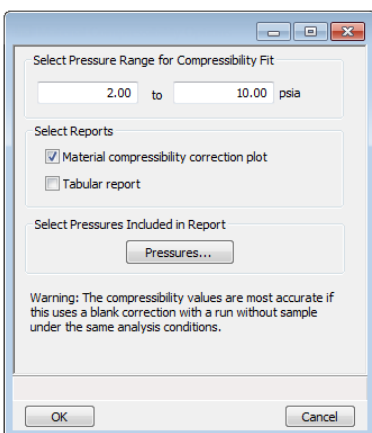 Select Pressure Range for Compressibility Fit
2.00 to 10.00 psia
Select Reports
Material compressibility correction plot
Tabular report
Select Pressures Included in Report
Pressures...
Warning: The compressibility values are most accurate if
this uses a blank correction with a run without sample
under the same analysis conditions.
OK Cancel